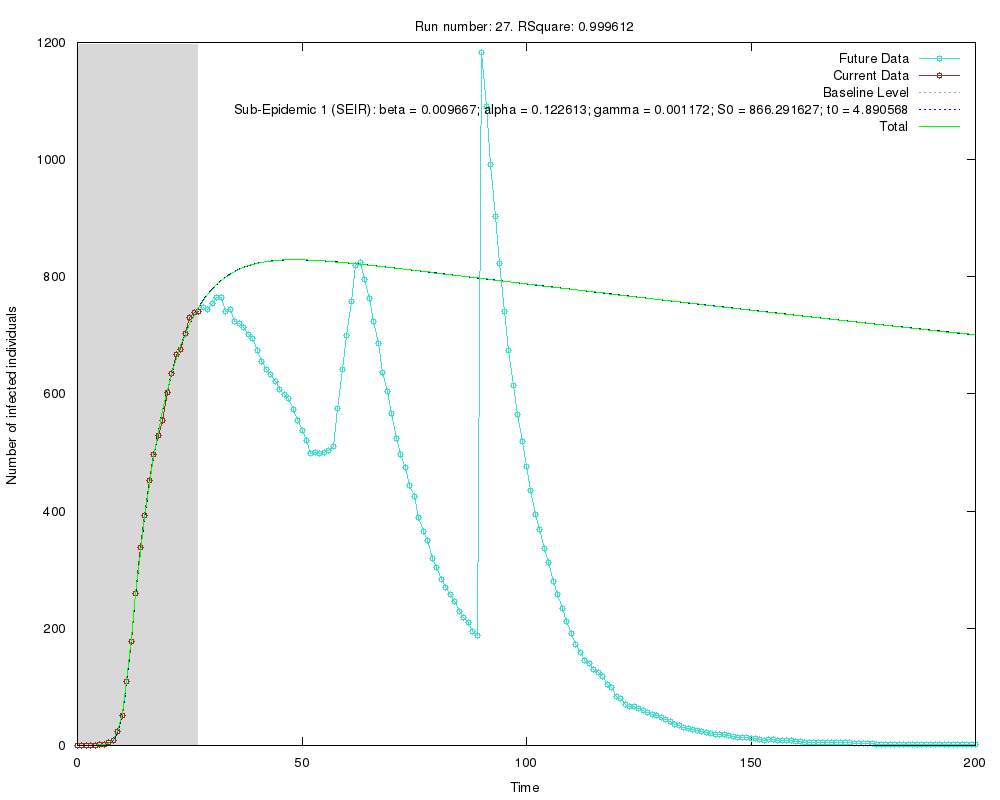 Run number: 27. RSquare: 0.999612
1200
1000
800
600
400
200
0
Number of infected individuals
Future Data
Current Data
Baseline Level
Sub-Epidemic 1 (SEIR): beta = 0.009667; alpha = 0.122613; gamma = 0.001172; S0 = 866.291627; t0 = 4.890568
Total
0 50 100 150 200
Time